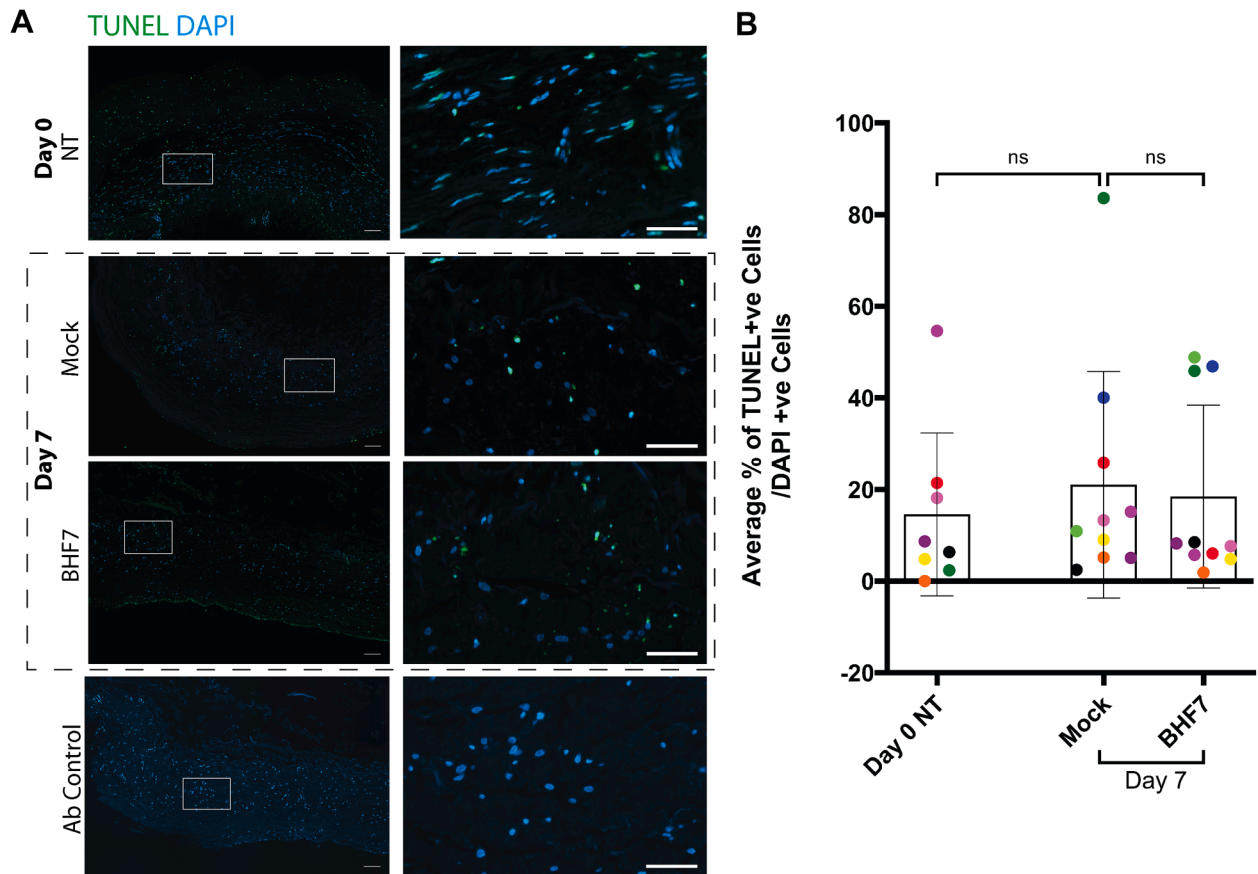 A
TUNEL DAPI
Day 0
NT
Day 7
Mock
BHF7
Ab Control
B
Average % of TUNEL+ve Cells
/DAPI +ve Cells
100
80
60
40
20
0
-20
ns
ns
Day 0 NT
Mock
BHF7
Day 7